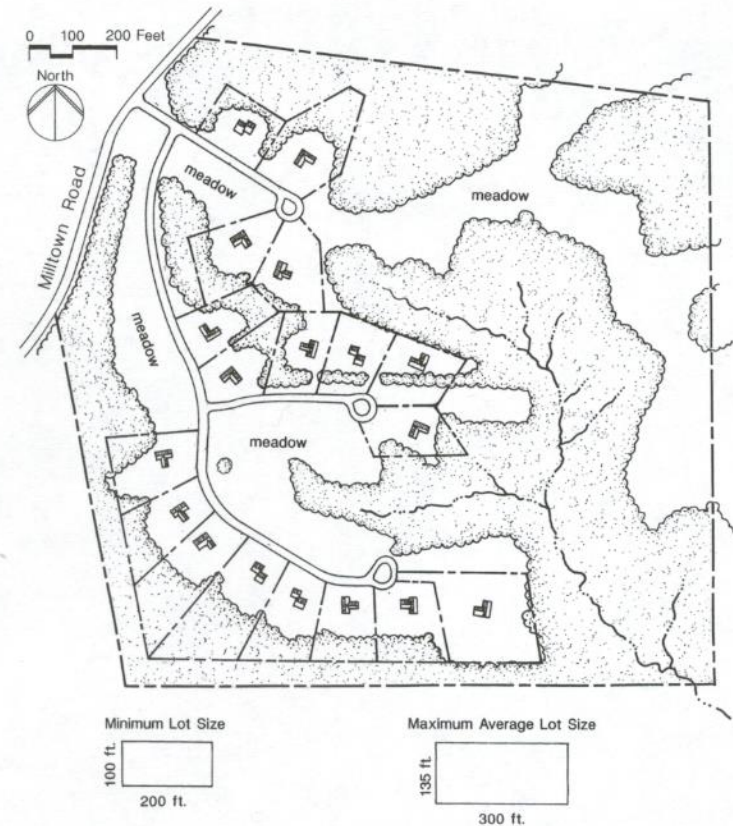 0 100 200 Feet
North
Milltown Road
meadow
meadow
meadow
meadow
Minimum Lot Size
100 ft.
200 ft.
Maximum Average Lot Size
135 ft.
300 ft.